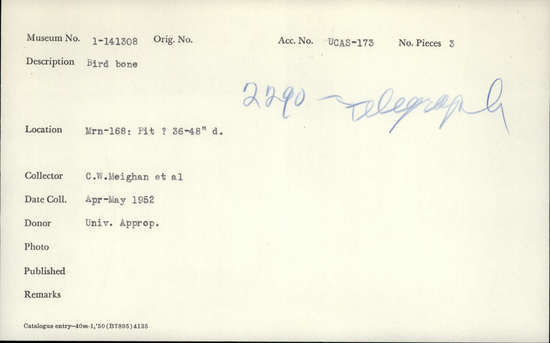 Museum No. 1-141308 Orig. No. Acc. No. UCAS-173 No. Pieces 3
Description Bird bone
2290 Telegraph
Location Mrn-168: Pit ? 36-48" d.
Collector C.W.Meighan et al
Date Coll. Apr-May 1952
Donor Univ. Approp.
Photo
Published
Remarks
Catalogue entry—40m-1,'50 (B7895) 4135